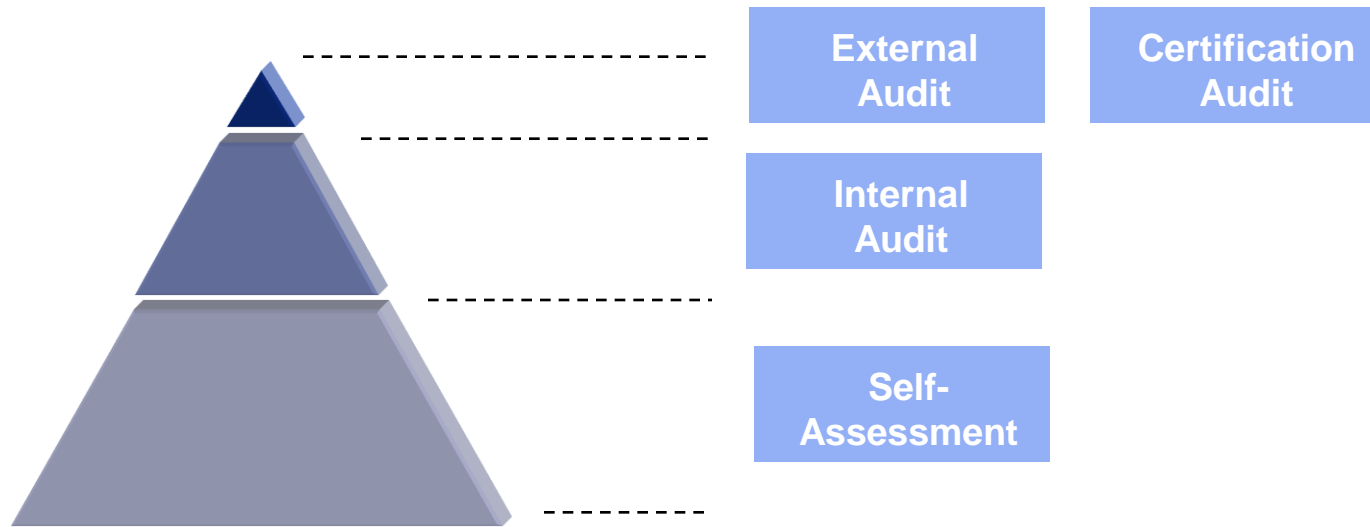 External
Audit
Certification
Audit
Internal
Audit
Self-
Assessment